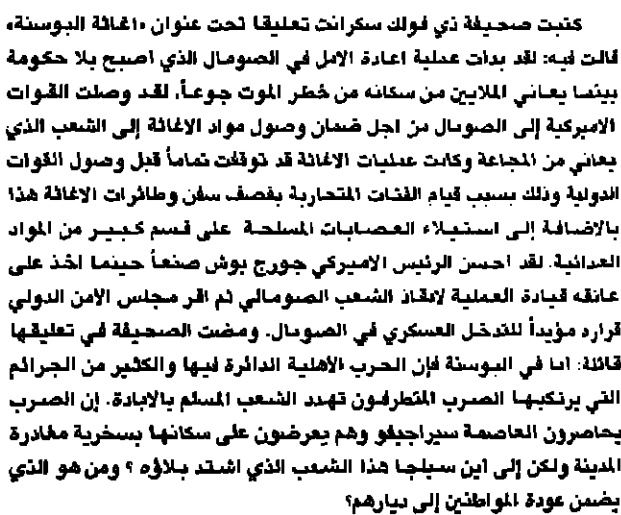 كتبت صحيفة ذي فولك سكرانت تعليقا تحت عنوان «اغاثة البوسنة»
قالت فيه: لقد بدأت عملية اعادة الامل في الصومال الذي اصبح بلا حكومة
بينما يعاني الملايين من سكانه من خطر الموت جوعاً، لقد وصلت القوات
الاميركية إلى الصومال من اجل ضمان وصول مواد الاغاثة إلى الشعب الذي
يعاني من المجاعة وكانت عمليات الاغاثة قد توقفت تماماً قبل وصول القوات
الدولية وذلك بسبب قيام الفئات المتحاربة بقصف سفن وطائرات الاغاثة هذا
بالاضافة إلى استيلاء العصابات المسلحة على قسم كبير من المواد
الغذائية. لقد احسن الرئيس الاميركي جورج بوش صنعاً حينما اخذ على
عاتقه قيادة العملية لانقاذ الشعب الصومالي ثم اقر مجلس الامن الدولي
قراره مؤيداً للتدخل العسكري في الصومال. ومضت الصحيفة في تعليقها
قائلة: اما في البوسنة فإن الحرب الأهلية الدائرة فيها والكثير من الجرائم
التي يرتكبها الصرب المتطرفون تهدد الشعب المسلم بالابادة. إن الصرب
يحاصرون العاصمة سيراجيفو وهم يعرضون على سكانها بسخرية مغادرة
المدينة ولكن إلى اين سيلجا هذا الشعب الذي اشتد بلاؤه ؟ ومن هو الذي
يضمن عودة المواطنين إلى ديارهم؟